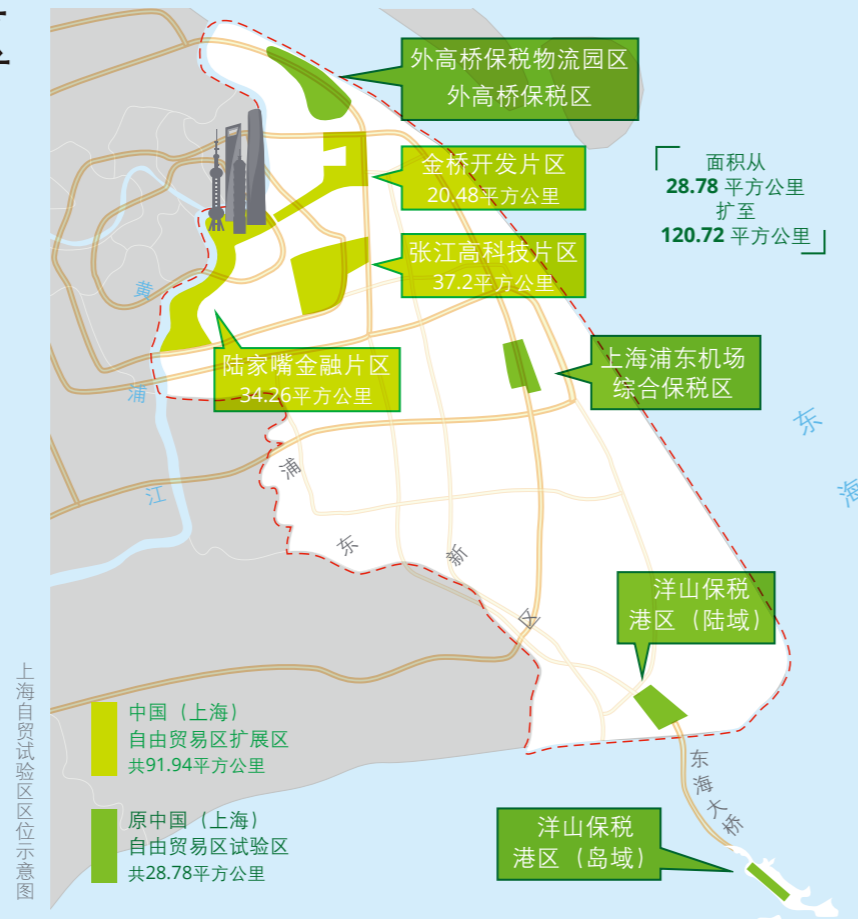 外高桥保税物流园区
外高桥保税区
金桥开发片区
20.48平方公里
面积从
28.78 平方公里
扩至
120.72 平方公里
张江高科技片区
37.2平方公里
陆家嘴金融片区
34.26平方公里
上海浦东机场
综合保税区
黄浦江
东海
浦东新区
洋山保税
港区（陆域）
东海大桥
洋山保税
港区（岛域）
中国（上海）
自由贸易区扩展区
共91.94平方公里
原中国（上海）
自由贸易区试验区
共28.78平方公里
上海自贸试验区区位示意图